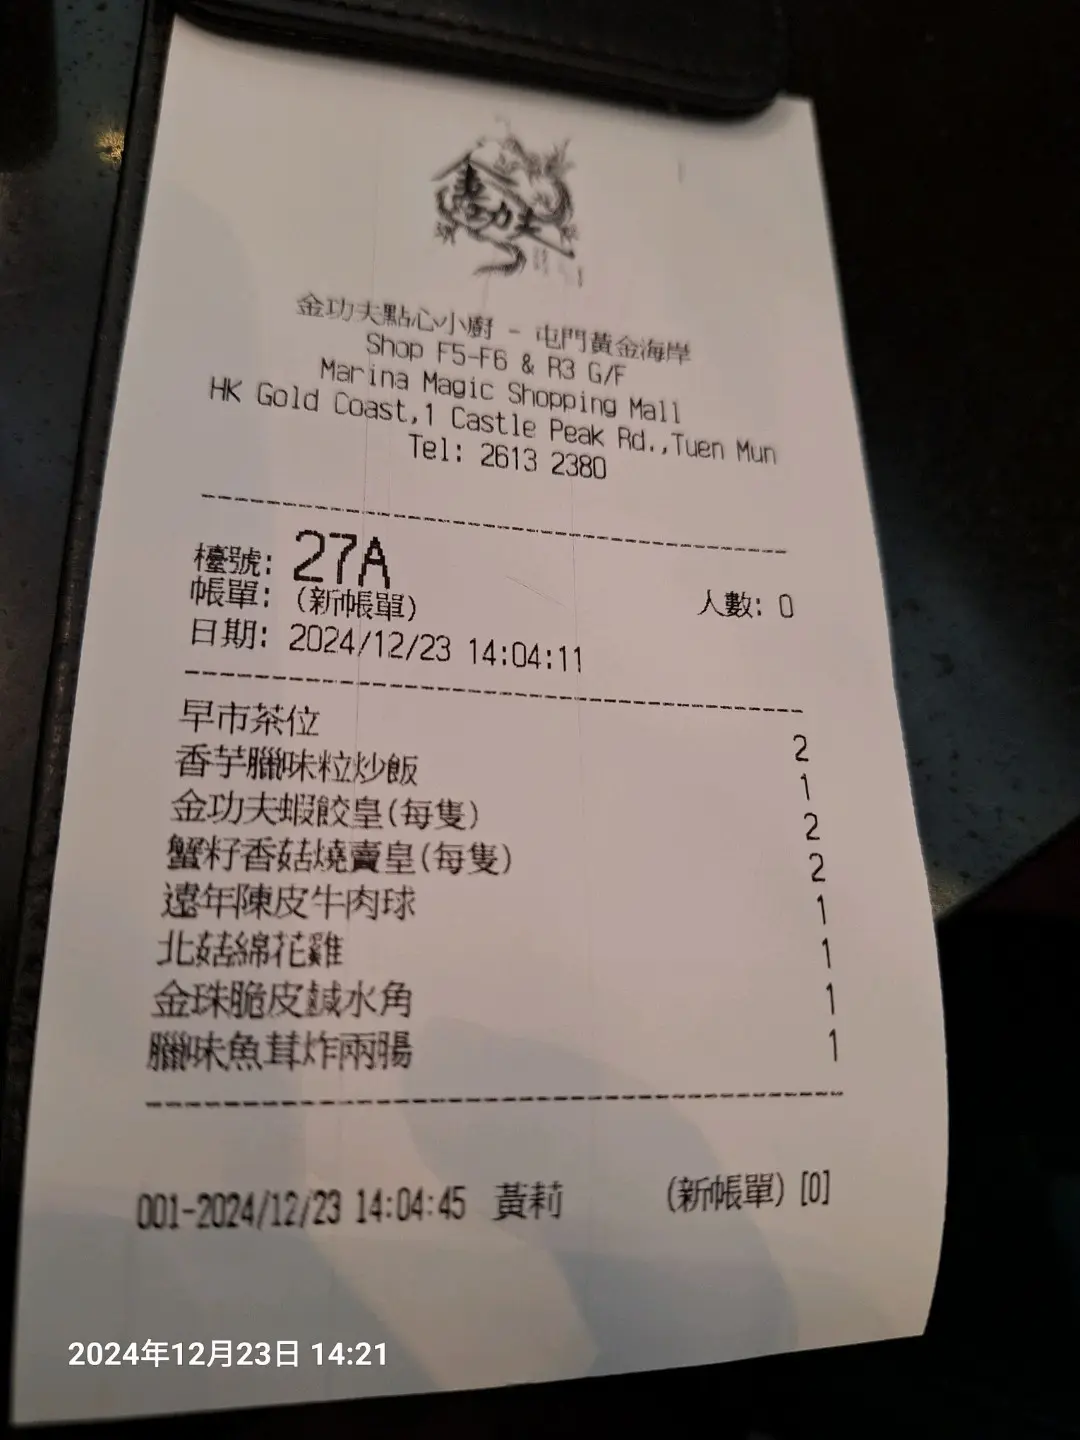 金功夫
金功夫點心小廚 - 屯門黃金海岸
Shop F5-F6 & R3 G/F
Marina Magic Shopping Mall
HK Gold Coast,1 Castle Peak Rd.,Tuen Mun
Tel: 2613 2380
檯號: 27A
帳單: (新帳單) 人數: 0
日期: 2024/12/23 14:04:11
早市茶位 2
香芋臘味粒炒飯 1
金功夫蝦餃皇(每隻) 2
蟹籽香菇燒賣皇(每隻) 2
遠年陳皮牛肉球 1
北菇綿花雞 1
金珠脆皮鹹水角 1
臘味魚茸炸兩腸 1
001-2024/12/23 14:04:45 黃莉 (新帳單) [0]
2024年12月23日 14:21